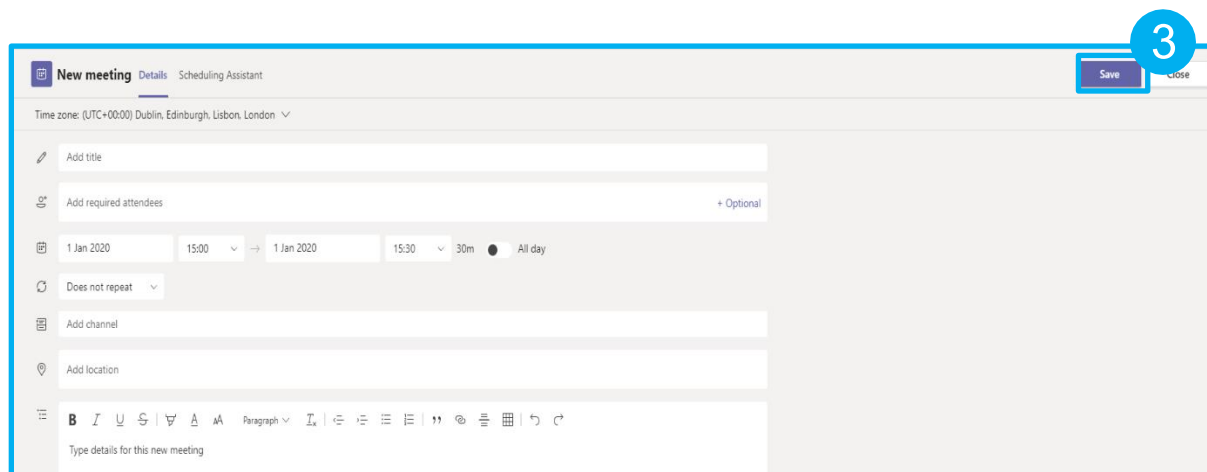 3
New meeting Details Scheduling Assistant Save Close
Time zone: (UTC+00:00) Dublin, Edinburgh, Lisbon, London
Add title
Add required attendees + Optional
1 Jan 2020 15:00 → 1 Jan 2020 15:30 30m All day
Does not repeat
Add channel
Add location
B I U S A AA Paragraph Ix
Type details for this new meeting